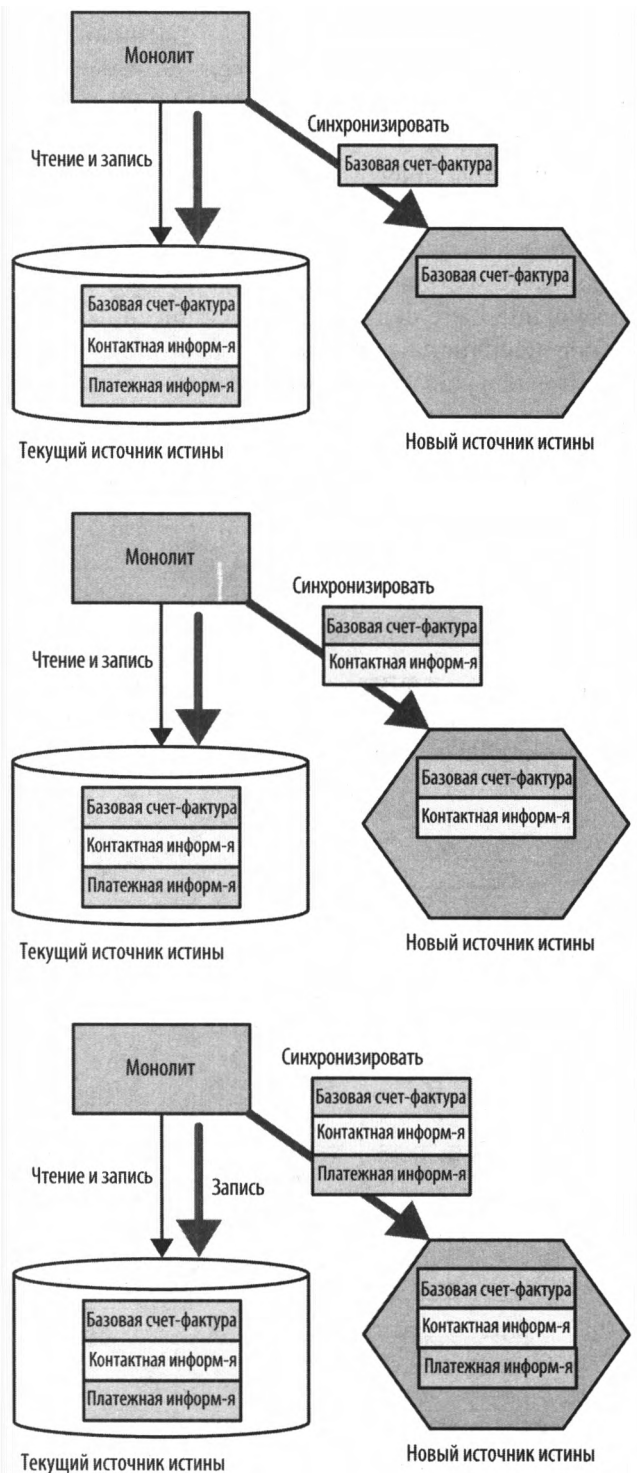 Монолит
Синхронизировать
Базовая счет-фактура
Чтение и запись
Базовая счет-фактура
Контактная информ-я
Платежная информ-я
Базовая счет-фактура
Текущий источник истины
Новый источник истины
Монолит
Синхронизировать
Базовая счет-фактура
Контактная информ-я
Чтение и запись
Базовая счет-фактура
Контактная информ-я
Платежная информ-я
Базовая счет-фактура
Контактная информ-я
Текущий источник истины
Новый источник истины
Монолит
Синхронизировать
Базовая счет-фактура
Контактная информ-я
Платежная информ-я
Чтение и запись
Запись
Базовая счет-фактура
Контактная информ-я
Платежная информ-я
Базовая счет-фактура
Контактная информ-я
Платежная информ-я
Текущий источник истины
Новый источник истины